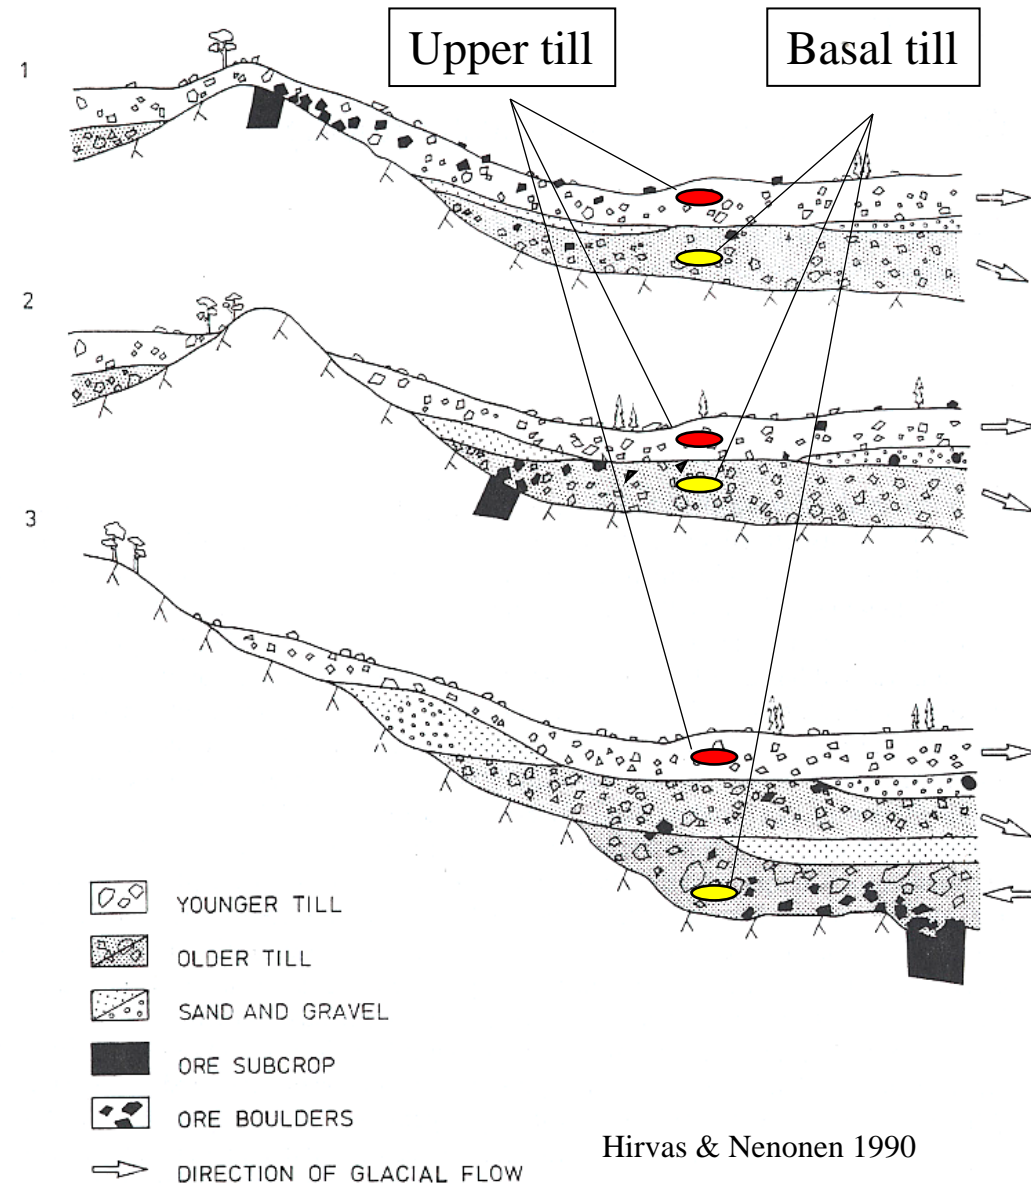 Upper till
Basal till
1
2
3
YOUNGER TILL
OLDER TILL
SAND AND GRAVEL
ORE SUBCROP
ORE BOULDERS
DIRECTION OF GLACIAL FLOW
Hirvas & Nenonen 1990